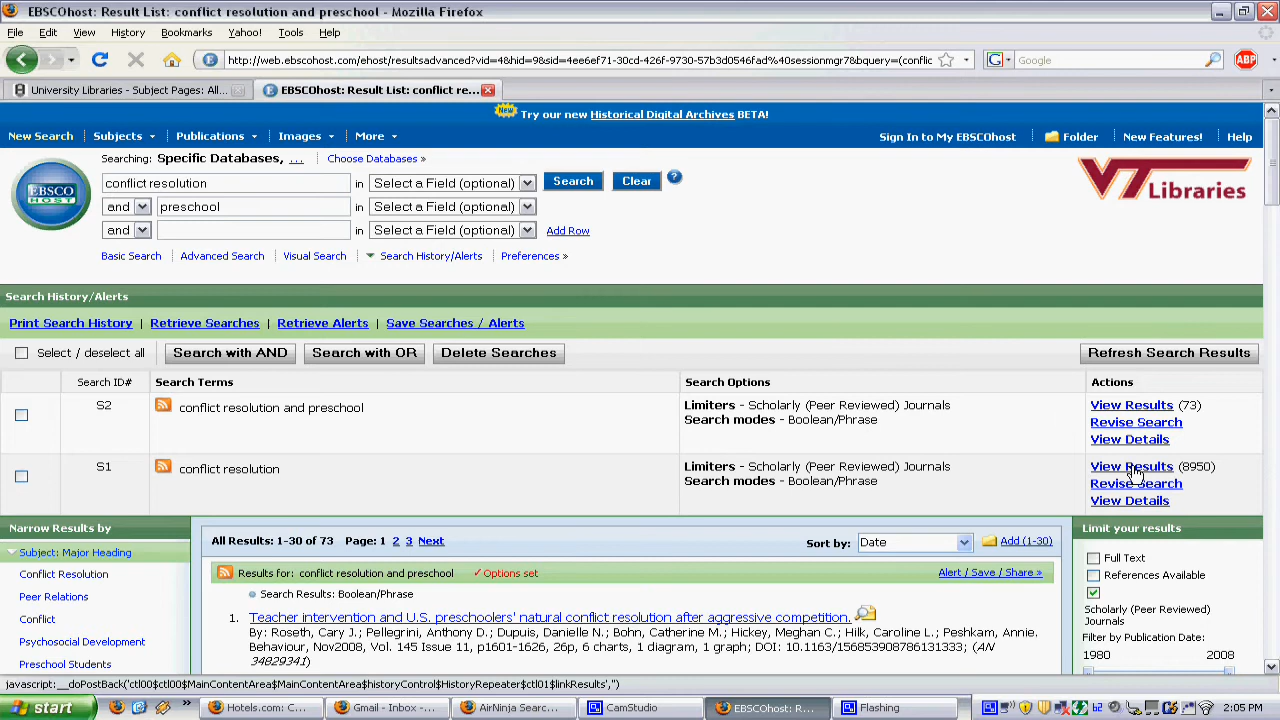 EBSCOhost: Result List: conflict resolution and preschool - Mozilla Firefox
File Edit View History Bookmarks Yahoo! Tools Help
http://web.ebscohost.com/ehost/resultsadvanced?vid=4&hid=9&sid=4ee6ef71-30cd-426f-9730-57b3d0546fad%40sessionmgr7&bquery=(conflic
Google
ABP
University Libraries - Subject Pages: All...
EBSCOhost: Result List: conflict re...
New Try our new Historical Digital Archives BETA!
New Search Subjects Publications Images More Sign In to My EBSCOhost Folder New Features! Help
Searching: Specific Databases, ... Choose Databases »
EBSCO HOST
conflict resolution in Select a Field (optional) Search Clear ?
VT Libraries
and preschool in Select a Field (optional)
and in Select a Field (optional) Add Row
Basic Search Advanced Search Visual Search Search History/Alerts Preferences »
Search History/Alerts
Print Search History | Retrieve Searches | Retrieve Alerts | Save Searches / Alerts
Select / deselect all Search with AND Search with OR Delete Searches Refresh Search Results
Search ID# Search Terms Search Options Actions
S2 conflict resolution and preschool Limiters - Scholarly (Peer Reviewed) Journals View Results (73)
Search modes - Boolean/Phrase Revise Search
View Details
S1 conflict resolution Limiters - Scholarly (Peer Reviewed) Journals View Results (8950)
Search modes - Boolean/Phrase Revise Search
View Details
Narrow Results by
Subject: Major Heading
Conflict Resolution
Peer Relations
Conflict
Psychosocial Development
Preschool Students
All Results: 1-30 of 73 Page: 1 2 3 Next Sort by: Date Add (1-30)
Results for: conflict resolution and preschool ✓Options set Alert / Save / Share »
Search Results: Boolean/Phrase
1. Teacher intervention and U.S. preschoolers' natural conflict resolution after aggressive competition.
By: Roseth, Cary J.; Pellegrini, Anthony D.; Dupuis, Danielle N.; Bohn, Catherine M.; Hickey, Meghan C.; Hilk, Caroline L.; Peshkam, Annie.
Behaviour, Nov2008, Vol. 145 Issue 11, p1601-1626, 26p, 6 charts, 1 diagram, 1 graph; DOI: 10.1163/156853908786131333; (AN
34829341)
Limit your results
Full Text
References Available
Scholarly (Peer Reviewed)
Journals
Filter by Publication Date:
1980 2008
javascript:__doPostBack('ctl00$ctl00$MainContentArea$MainContentArea$historyControl$HistoryRepeater$ctl01$linkResults','')
start Hotels.com: C... Gmail - Inbox - ... AirNinja Searc... CamStudio EBSCOhost: R... Flashing 2:05 PM